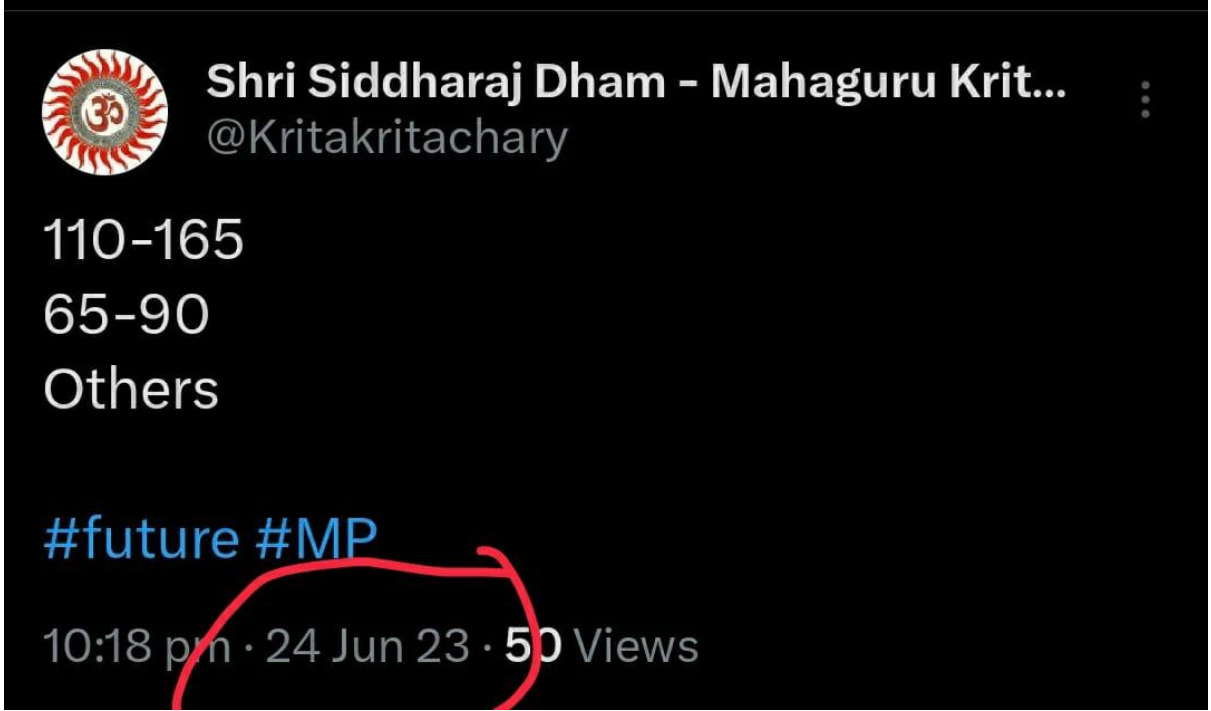 Shri Siddharaj Dham - Mahaguru Krit...
@Kritakritachary
110-165
65-90
Others
#future #MP
10:18 pm · 24 Jun 23 · 50 Views